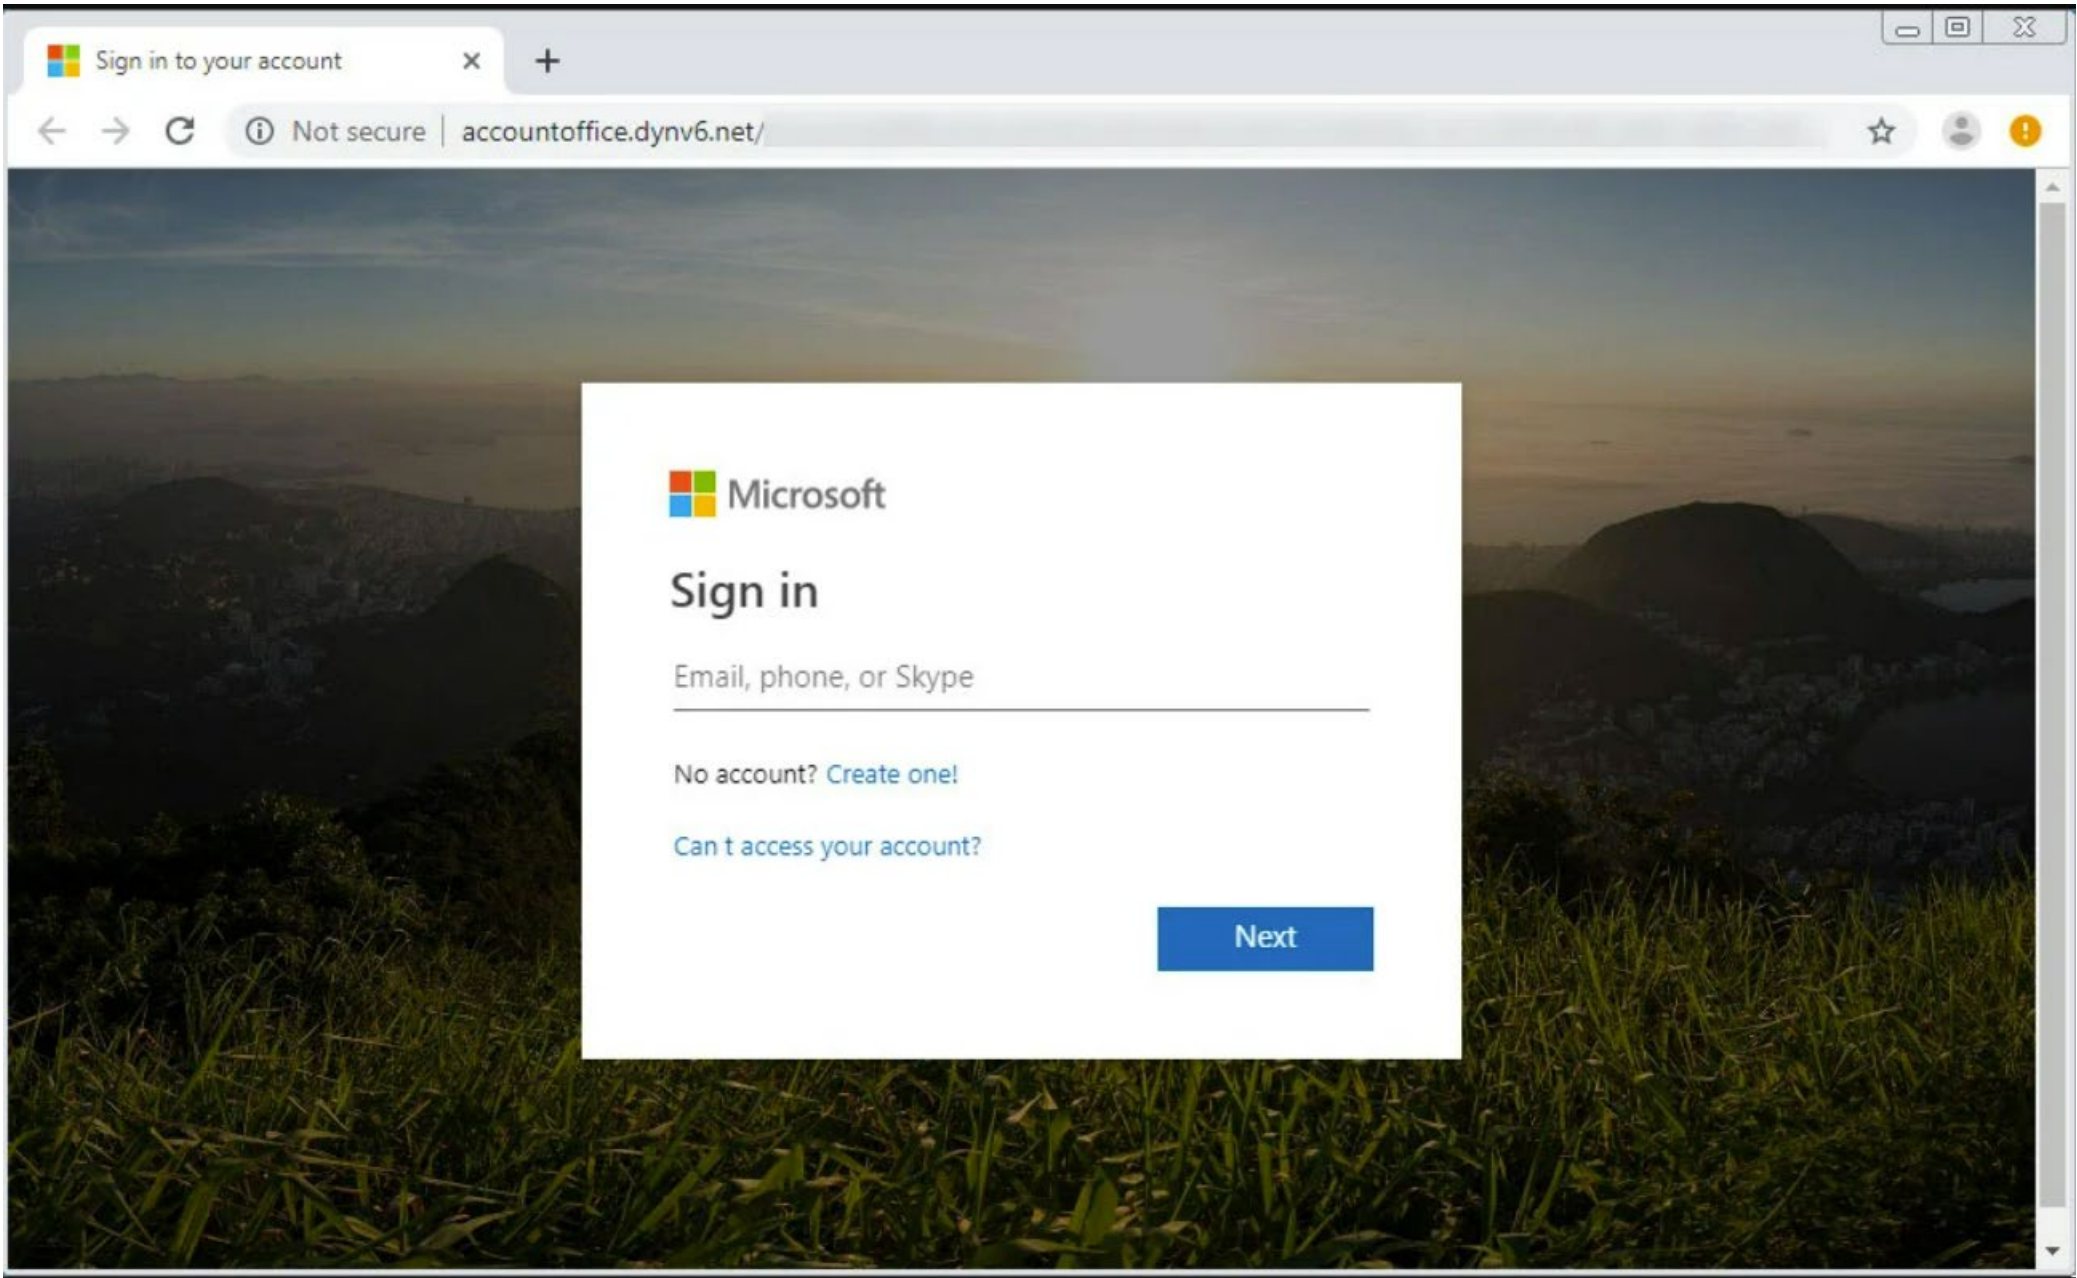 Sign in to your account
Not secure accountoffice.dynv6.net/
Microsoft
Sign in
Email, phone, or Skype
No account? Create one!
Can t access your account?
Next